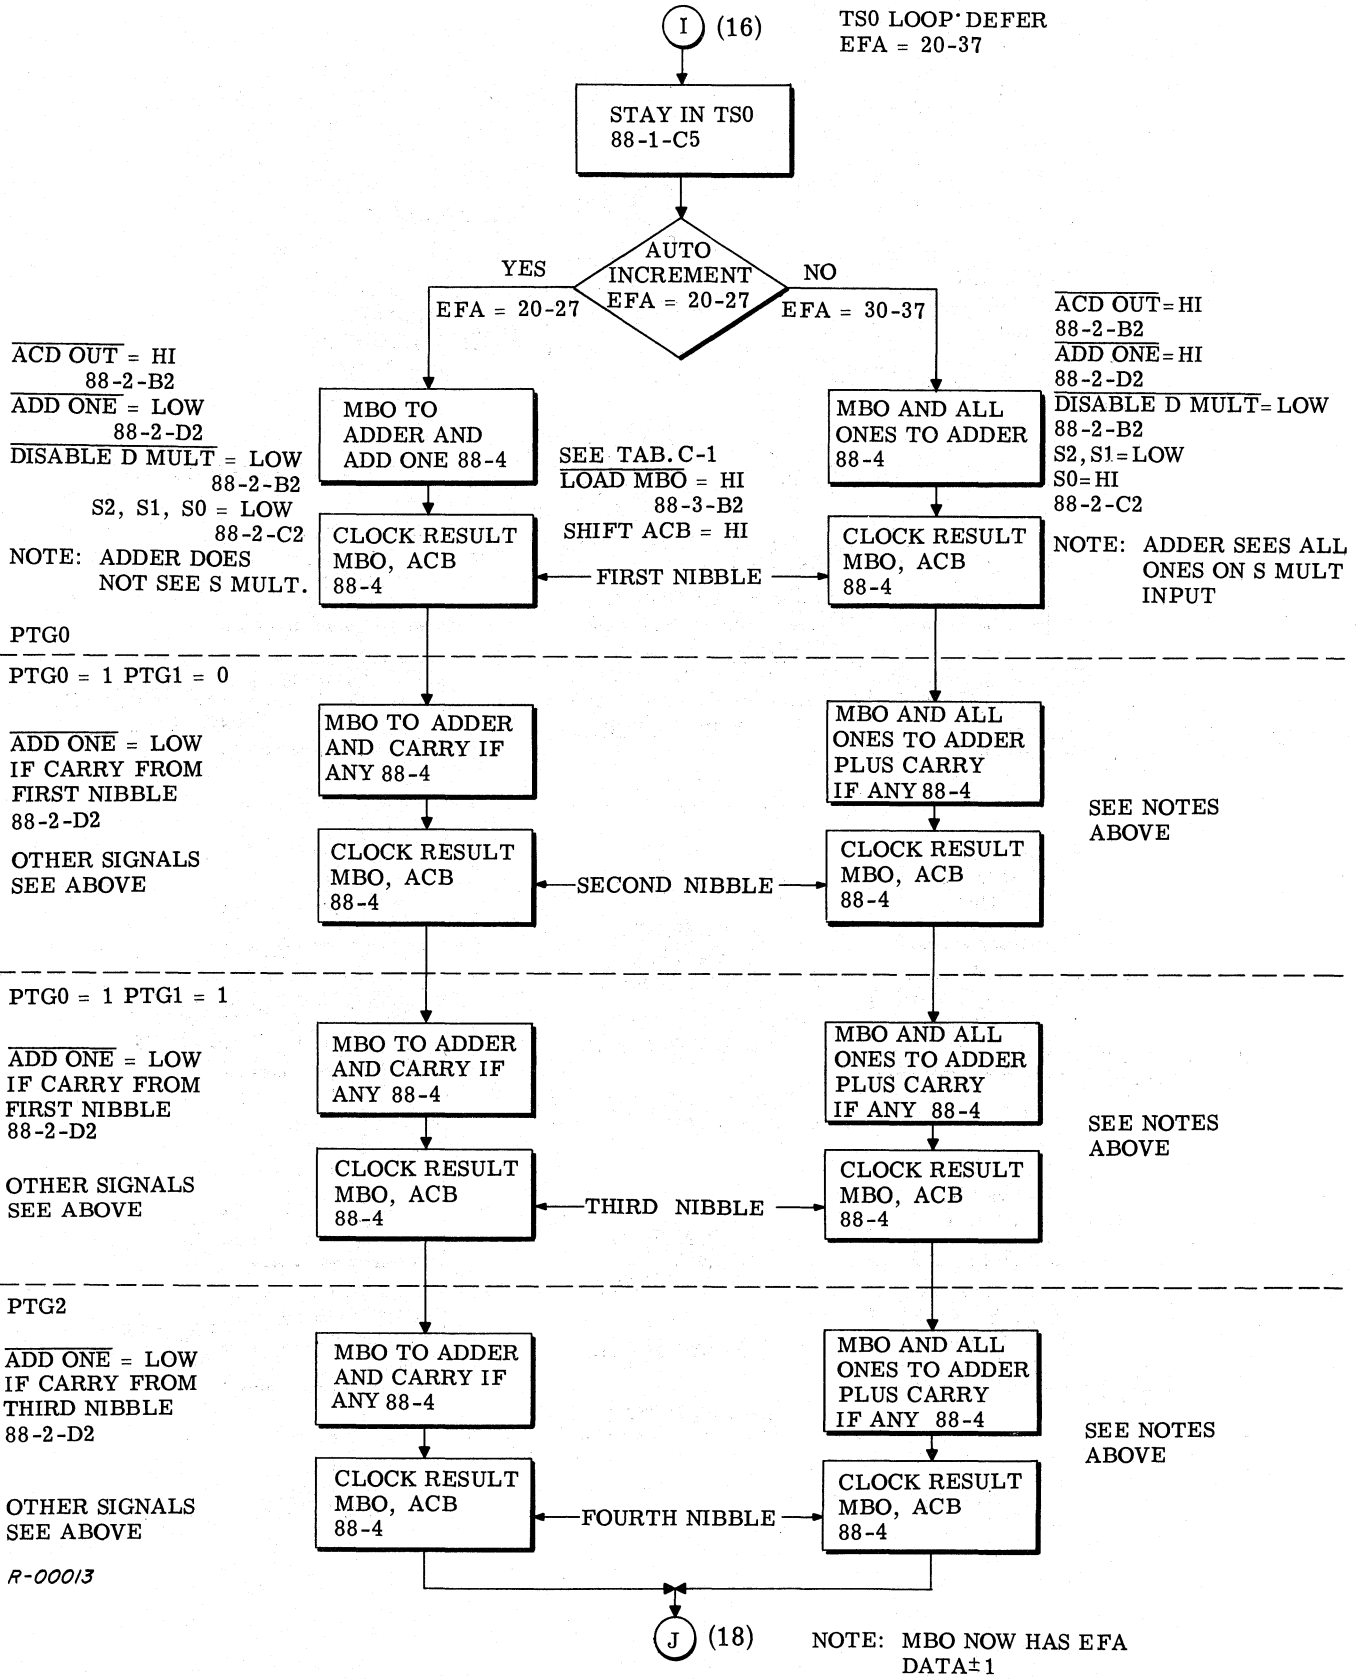 I (16)
TS0 LOOP·DEFER
EFA = 20-37
STAY IN TS0
88-1-C5
AUTO
INCREMENT
EFA = 20-27
YES
EFA = 20-27
NO
EFA = 30-37
ACD OUT = HI
88-2-B2
ADD ONE = LOW
88-2-D2
DISABLE D MULT = LOW
88-2-B2
S2, S1, S0 = LOW
88-2-C2
NOTE: ADDER DOES
NOT SEE S MULT.
MBO TO
ADDER AND
ADD ONE 88-4
CLOCK RESULT
MBO, ACB
88-4
SEE TAB. C-1
LOAD MBO = HI
88-3-B2
SHIFT ACB = HI
FIRST NIBBLE
MBO AND ALL
ONES TO ADDER
88-4
CLOCK RESULT
MBO, ACB
88-4
ACD OUT = HI
88-2-B2
ADD ONE = HI
88-2-D2
DISABLE D MULT = LOW
88-2-B2
S2, S1 = LOW
S0 = HI
88-2-C2
NOTE: ADDER SEES ALL
ONES ON S MULT
INPUT
PTG0
PTG0 = 1 PTG1 = 0
ADD ONE = LOW
IF CARRY FROM
FIRST NIBBLE
88-2-D2
OTHER SIGNALS
SEE ABOVE
MBO TO ADDER
AND CARRY IF
ANY 88-4
CLOCK RESULT
MBO, ACB
88-4
SECOND NIBBLE
MBO AND ALL
ONES TO ADDER
PLUS CARRY
IF ANY 88-4
CLOCK RESULT
MBO, ACB
88-4
SEE NOTES
ABOVE
PTG0 = 1 PTG1 = 1
ADD ONE = LOW
IF CARRY FROM
FIRST NIBBLE
88-2-D2
OTHER SIGNALS
SEE ABOVE
MBO TO ADDER
AND CARRY IF
ANY 88-4
CLOCK RESULT
MBO, ACB
88-4
THIRD NIBBLE
MBO AND ALL
ONES TO ADDER
PLUS CARRY
IF ANY 88-4
CLOCK RESULT
MBO, ACB
88-4
SEE NOTES
ABOVE
PTG2
ADD ONE = LOW
IF CARRY FROM
THIRD NIBBLE
88-2-D2
OTHER SIGNALS
SEE ABOVE
MBO TO ADDER
AND CARRY IF
ANY 88-4
CLOCK RESULT
MBO, ACB
88-4
FOURTH NIBBLE
MBO AND ALL
ONES TO ADDER
PLUS CARRY
IF ANY 88-4
CLOCK RESULT
MBO, ACB
88-4
SEE NOTES
ABOVE
R-00013
J (18)
NOTE: MBO NOW HAS EFA
DATA±1